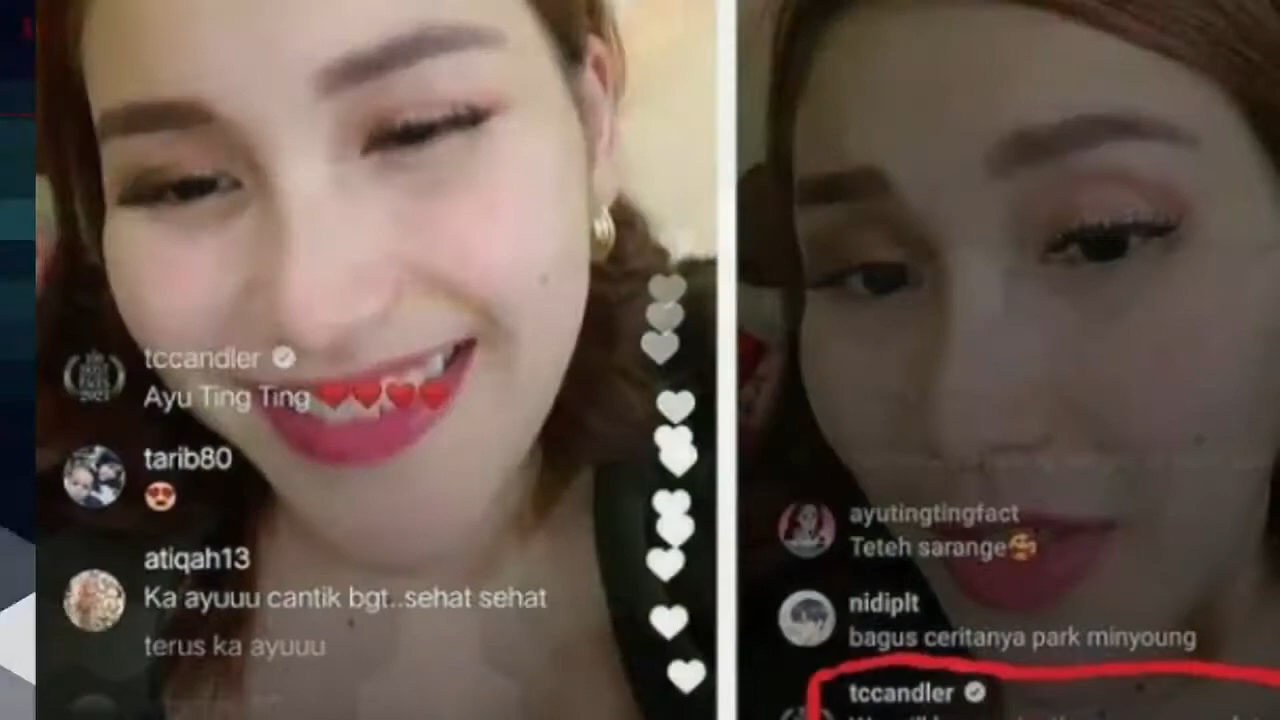 tccandler
Ayu Ting Ting ❤️❤️❤️❤️
tarib80
😍
atiqah13
Ka ayuuu cantik bgt..sehat sehat
terus ka ayuuu
ayutingtingfact
Teteh sarange🥰
nidiplt
bagus ceritanya park minyoung
tccandler